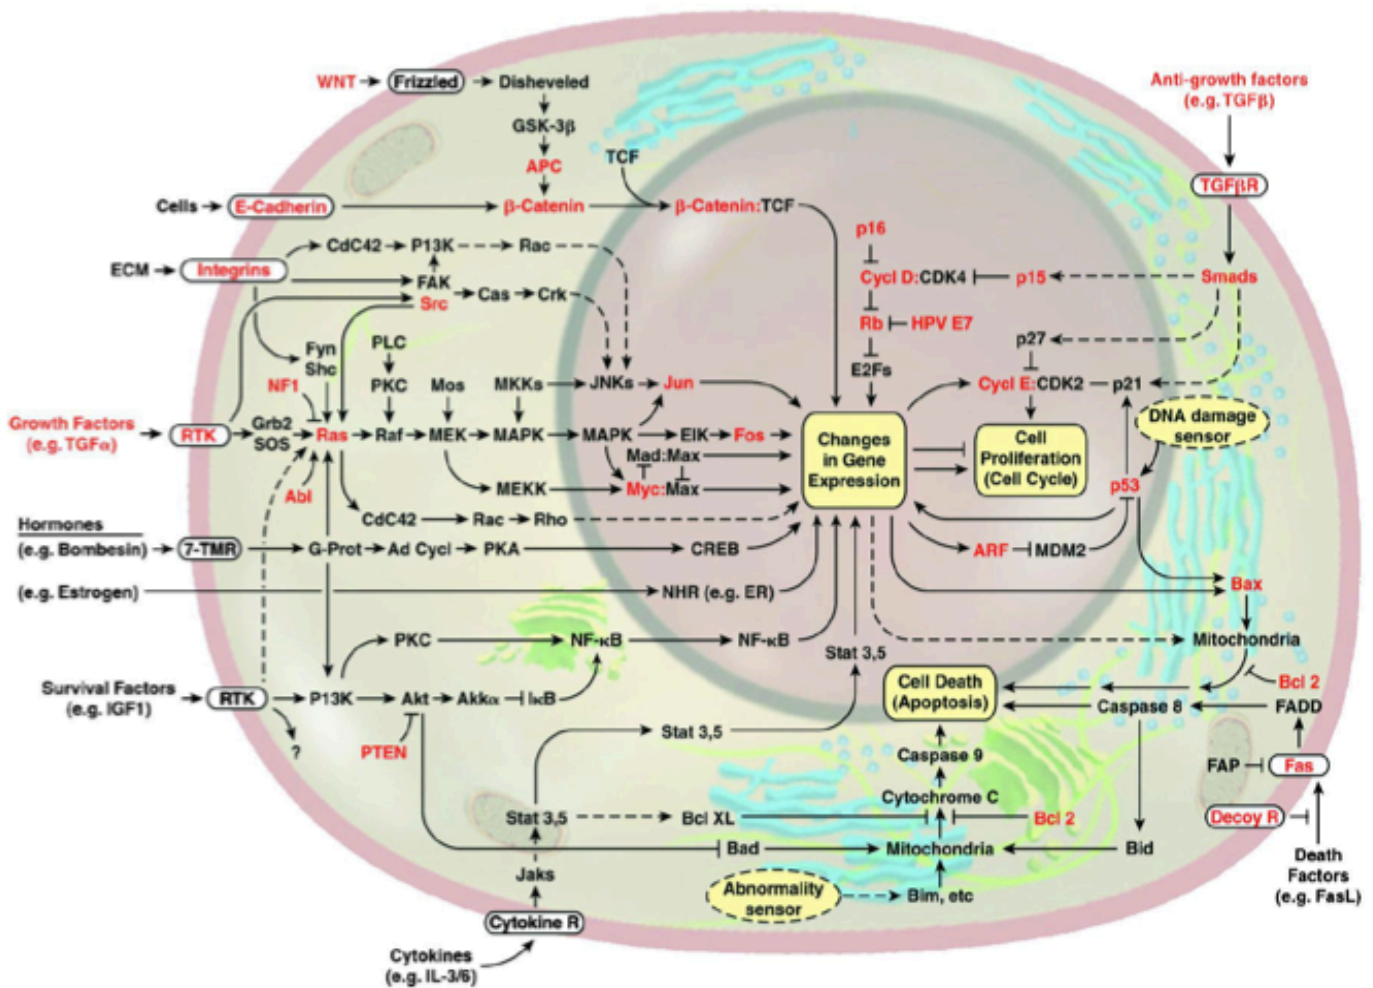 WNT
Frizzled
Disheveled
GSK-3β
APC
TCF
Cells
E-Cadherin
β-Catenin
β-Catenin:TCF
Anti-growth factors
(e.g. TGFβ)
TGFβR
Smads
p16
Cycl D:CDK4
p15
Rb
HPV E7
E2Fs
p27
Cycl E:CDK2
p21
DNA damage
sensor
ECM
Integrins
CdC42
P13K
Rac
FAK
Src
Cas
Crk
Fyn
Shc
PLC
NF1
PKC
Mos
MKKs
JNKs
Jun
Growth Factors
(e.g. TGFα)
RTK
Grb2
SOS
Ras
Raf
MEK
MAPK
MAPK
ElK
Fos
Mad:Max
Abl
MEKK
Myc:Max
Changes
in Gene
Expression
Cell
Proliferation
(Cell Cycle)
p53
CdC42
Rac
Rho
Hormones
(e.g. Bombesin)
7-TMR
G-Prot
Ad Cycl
PKA
CREB
ARF
MDM2
(e.g. Estrogen)
NHR (e.g. ER)
Bax
PKC
NF-κB
NF-κB
Stat 3,5
Mitochondria
Survival Factors
(e.g. IGF1)
RTK
P13K
Akt
Akkα
IκB
Cell Death
(Apoptosis)
Bcl 2
Caspase 8
FADD
?
PTEN
Stat 3,5
Caspase 9
FAP
Fas
Cytochrome C
Stat 3,5
Bcl XL
Bcl 2
Decoy R
Bad
Mitochondria
Bid
Death
Factors
(e.g. FasL)
Jaks
Abnormality
sensor
Bim, etc
Cytokine R
Cytokines
(e.g. IL-3/6)